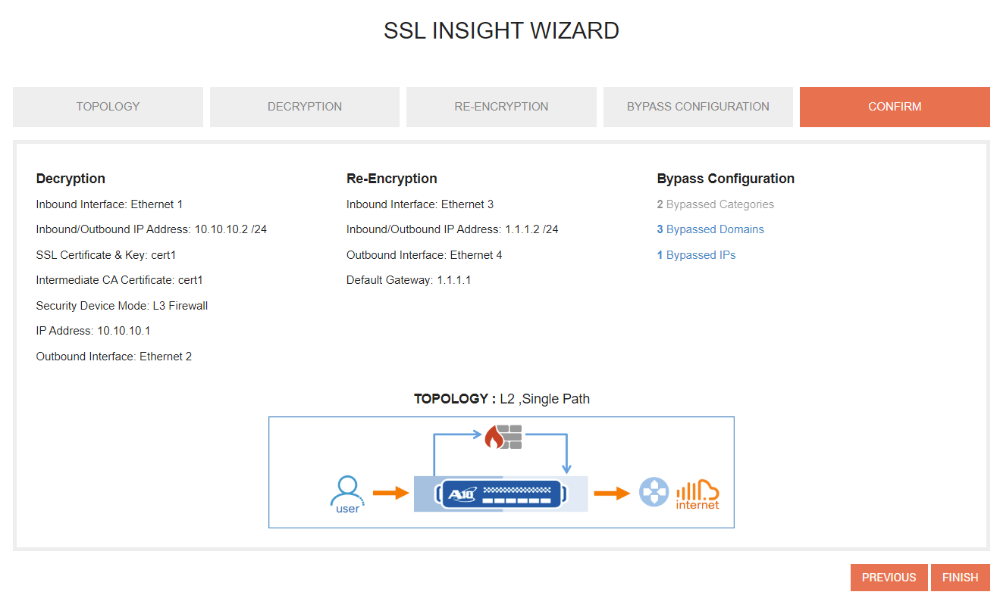 SSL INSIGHT WIZARD
TOPOLOGY
DECRYPTION
RE-ENCRYPTION
BYPASS CONFIGURATION
CONFIRM
Decryption
Inbound Interface: Ethernet 1
Inbound/Outbound IP Address: 10.10.10.2 /24
SSL Certificate & Key: cert1
Intermediate CA Certificate: cert1
Security Device Mode: L3 Firewall
IP Address: 10.10.10.1
Outbound Interface: Ethernet 2
Re-Encryption
Inbound Interface: Ethernet 3
Inbound/Outbound IP Address: 1.1.1.2 /24
Outbound Interface: Ethernet 4
Default Gateway: 1.1.1.1
Bypass Configuration
2 Bypassed Categories
3 Bypassed Domains
1 Bypassed IPs
TOPOLOGY : L2 ,Single Path
user
A10
internet
PREVIOUS
FINISH